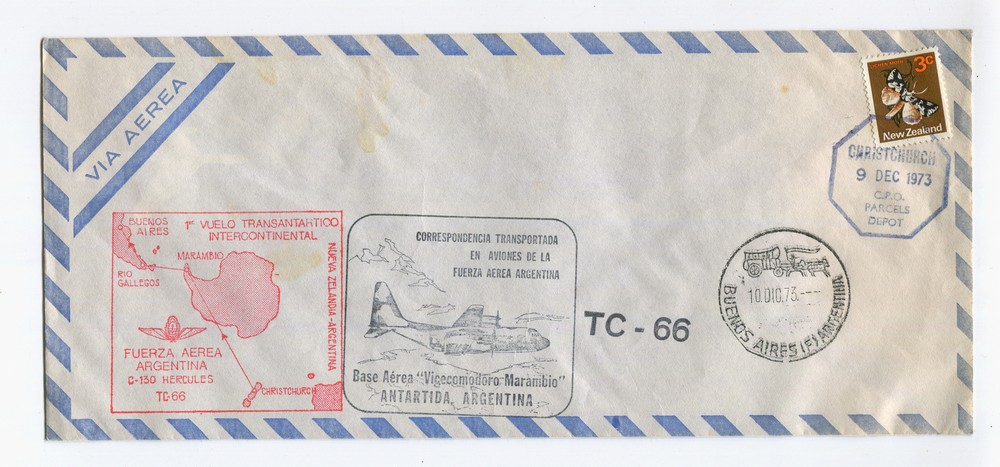 VIA AEREA
3c
New Zealand
CHRISTCHURCH
9 DEC 1973
C.P.O.
PARCELS
DEPOT
BUENOS
AIRES
1er VUELO TRANSANTARTICO
INTERCONTINENTAL
MARAMBIO
RIO
GALLEGOS
NUEVA ZELANDIA-ARGENTINA
FUERZA AEREA
ARGENTINA
C-130 HERCULES
TC-66
CHRISTCHURCH
CORRESPONDENCIA TRANSPORTADA
EN AVIONES DE LA
FUERZA AEREA ARGENTINA
Base Aérea "Vicecomodoro Marambio"
ANTARTIDA, ARGENTINA
TC - 66
10 DIC. 73.
BUENOS AIRES (F) ARGENTINA